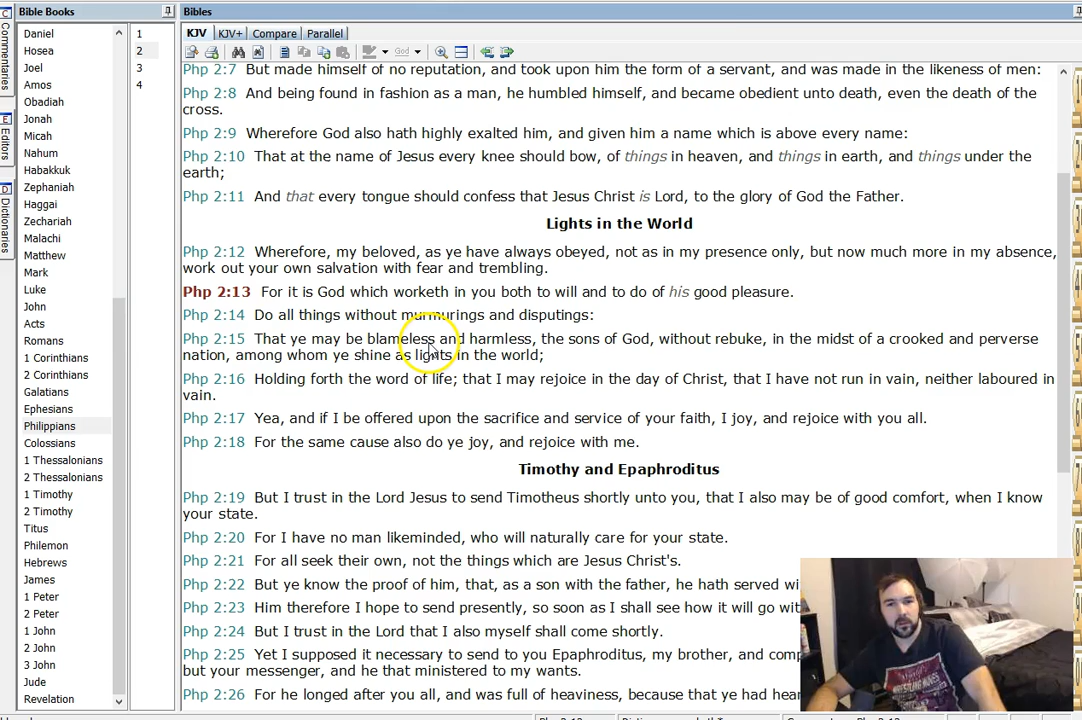 Bible Books
Bibles
Commentaries
Editors
Dictionaries
Daniel
Hosea
Joel
Amos
Obadiah
Jonah
Micah
Nahum
Habakkuk
Zephaniah
Haggai
Zechariah
Malachi
Matthew
Mark
Luke
John
Acts
Romans
1 Corinthians
2 Corinthians
Galatians
Ephesians
Philippians
Colossians
1 Thessalonians
2 Thessalonians
1 Timothy
2 Timothy
Titus
Philemon
Hebrews
James
1 Peter
2 Peter
1 John
2 John
3 John
Jude
Revelation
1
2
3
4
KJV KJV+ Compare Parallel
God
Php 2:7 But made himself of no reputation, and took upon him the form of a servant, and was made in the likeness of men:
Php 2:8 And being found in fashion as a man, he humbled himself, and became obedient unto death, even the death of the
cross.
Php 2:9 Wherefore God also hath highly exalted him, and given him a name which is above every name:
Php 2:10 That at the name of Jesus every knee should bow, of things in heaven, and things in earth, and things under the
earth;
Php 2:11 And that every tongue should confess that Jesus Christ is Lord, to the glory of God the Father.
Lights in the World
Php 2:12 Wherefore, my beloved, as ye have always obeyed, not as in my presence only, but now much more in my absence,
work out your own salvation with fear and trembling.
Php 2:13 For it is God which worketh in you both to will and to do of his good pleasure.
Php 2:14 Do all things without murmurings and disputings:
Php 2:15 That ye may be blameless and harmless, the sons of God, without rebuke, in the midst of a crooked and perverse
nation, among whom ye shine as lights in the world;
Php 2:16 Holding forth the word of life; that I may rejoice in the day of Christ, that I have not run in vain, neither laboured in
vain.
Php 2:17 Yea, and if I be offered upon the sacrifice and service of your faith, I joy, and rejoice with you all.
Php 2:18 For the same cause also do ye joy, and rejoice with me.
Timothy and Epaphroditus
Php 2:19 But I trust in the Lord Jesus to send Timotheus shortly unto you, that I also may be of good comfort, when I know
your state.
Php 2:20 For I have no man likeminded, who will naturally care for your state.
Php 2:21 For all seek their own, not the things which are Jesus Christ's.
Php 2:22 But ye know the proof of him, that, as a son with the father, he hath served
Php 2:23 Him therefore I hope to send presently, so soon as I shall see how it will go
Php 2:24 But I trust in the Lord that I also myself shall come shortly.
Php 2:25 Yet I supposed it necessary to send to you Epaphroditus, my brother, and
but your messenger, and he that ministered to my wants.
Php 2:26 For he longed after you all, and was full of heaviness, because that ye had